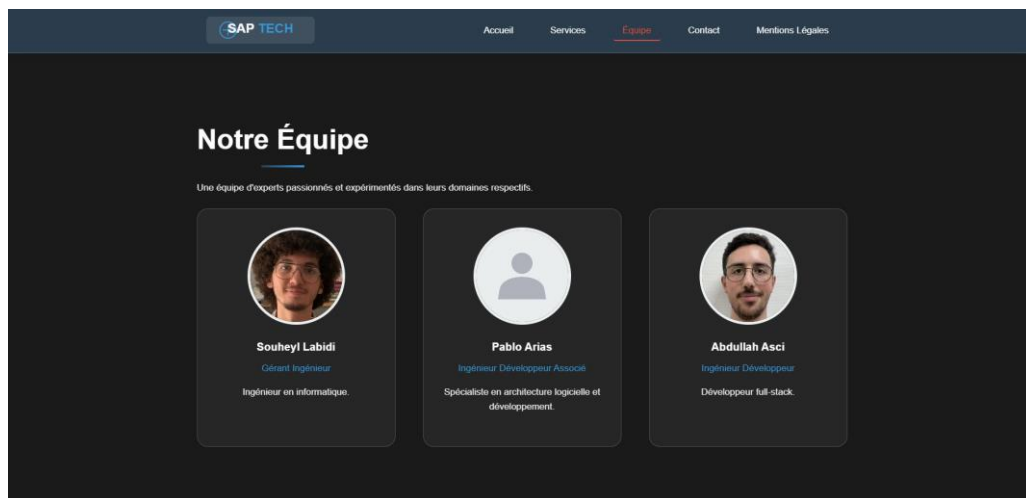 SAP TECH
Accueil Services Équipe Contact Mentions Légales
Notre Équipe
Une équipe d'experts passionnés et expérimentés dans leurs domaines respectifs.
Souheyl Labidi
Gérant Ingénieur
Ingénieur en informatique.
Pablo Arias
Ingénieur Développeur Associé
Spécialiste en architecture logicielle et
développement.
Abdullah Asci
Ingénieur Développeur
Développeur full-stack.